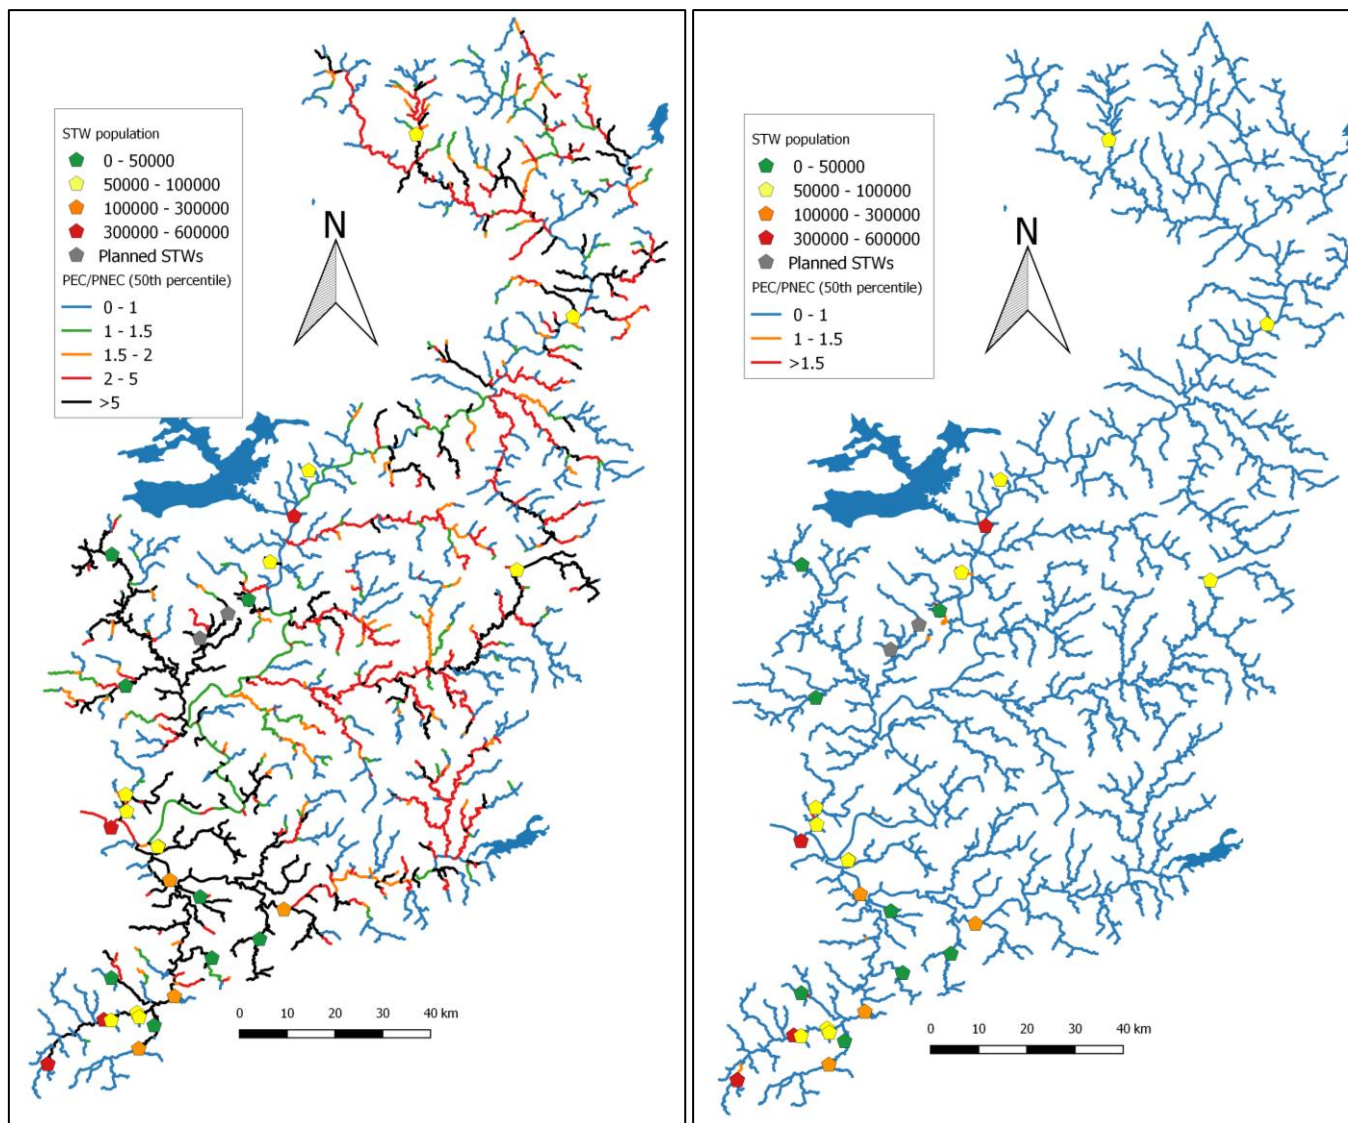 STW population
0 - 50000
50000 - 100000
100000 - 300000
300000 - 600000
Planned STWs
PEC/PNEC (50th percentile)
0 - 1
1 - 1.5
1.5 - 2
2 - 5
>5
N
0 10 20 30 40 km
STW population
0 - 50000
50000 - 100000
100000 - 300000
300000 - 600000
Planned STWs
PEC/PNEC (50th percentile)
0 - 1
1 - 1.5
>1.5
N
0 10 20 30 40 km